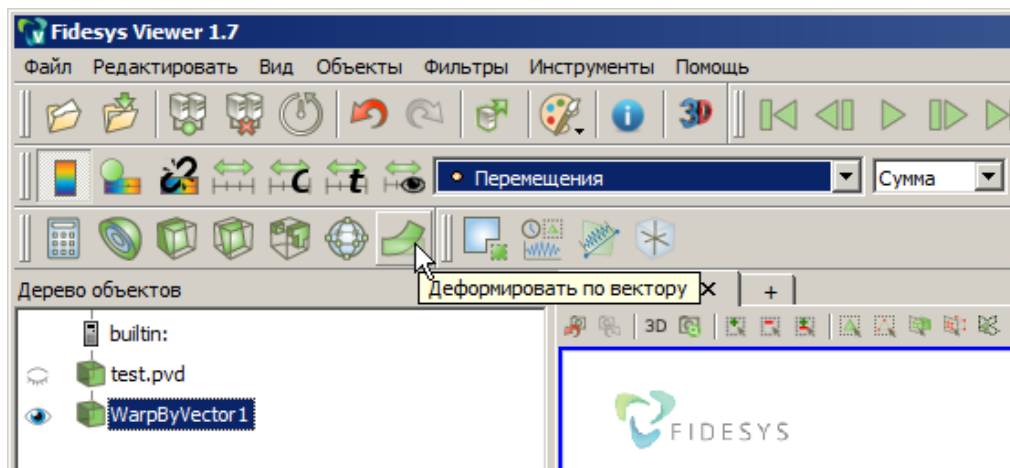 Fidesys Viewer 1.7
Файл Редактировать Вид Объекты Фильтры Инструменты Помощь
3D
C t Перемещения Сумма
Деформировать по вектору
Дерево объектов
+
builtin:
3D
test.pvd
WarpByVector1
FIDESYS